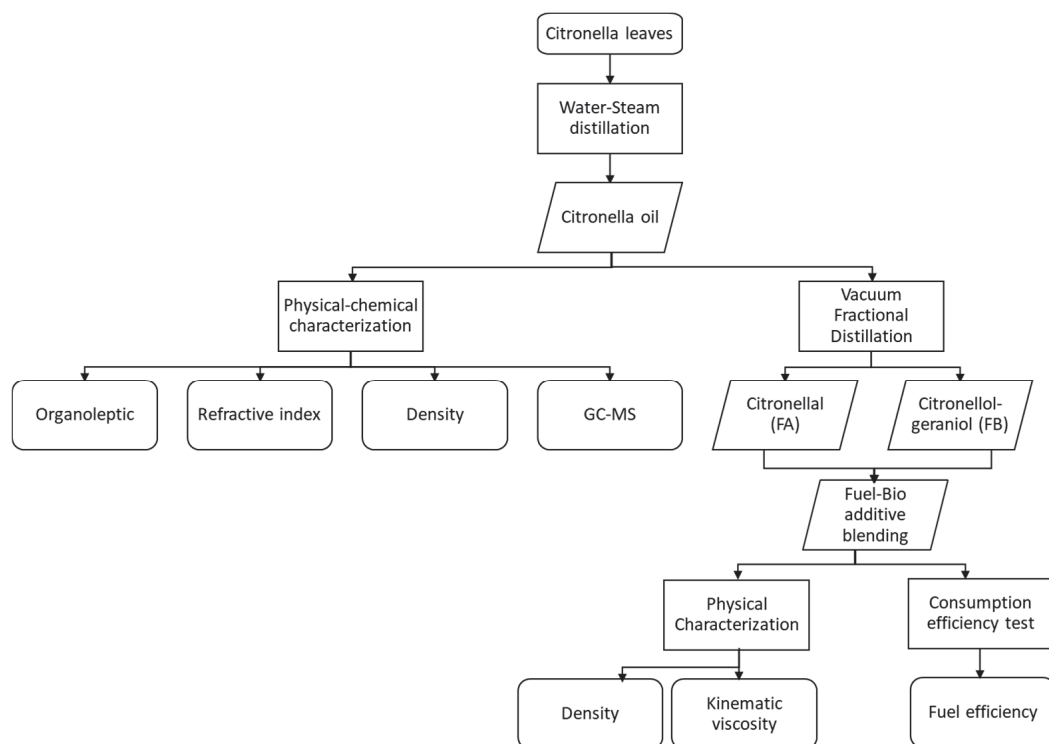 Citronella leaves
Water-Steam
distillation
Citronella oil
Physical-chemical
characterization
Vacuum
Fractional
Distillation
Organoleptic
Refractive index
Density
GC-MS
Citronellal
(FA)
Citronellol-
geraniol (FB)
Fuel-Bio
additive
blending
Physical
Characterization
Consumption
efficiency test
Density
Kinematic
viscosity
Fuel efficiency